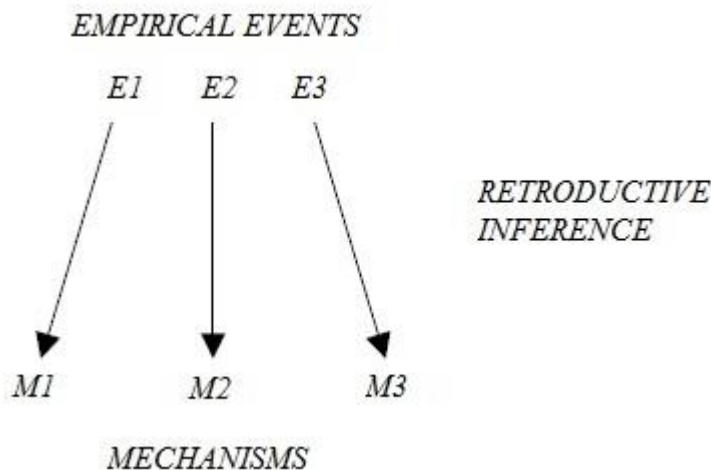 EMPIRICAL EVENTS
E1 E2 E3
RETRODUCTIVE
INFERENCE
M1 M2 M3
MECHANISMS